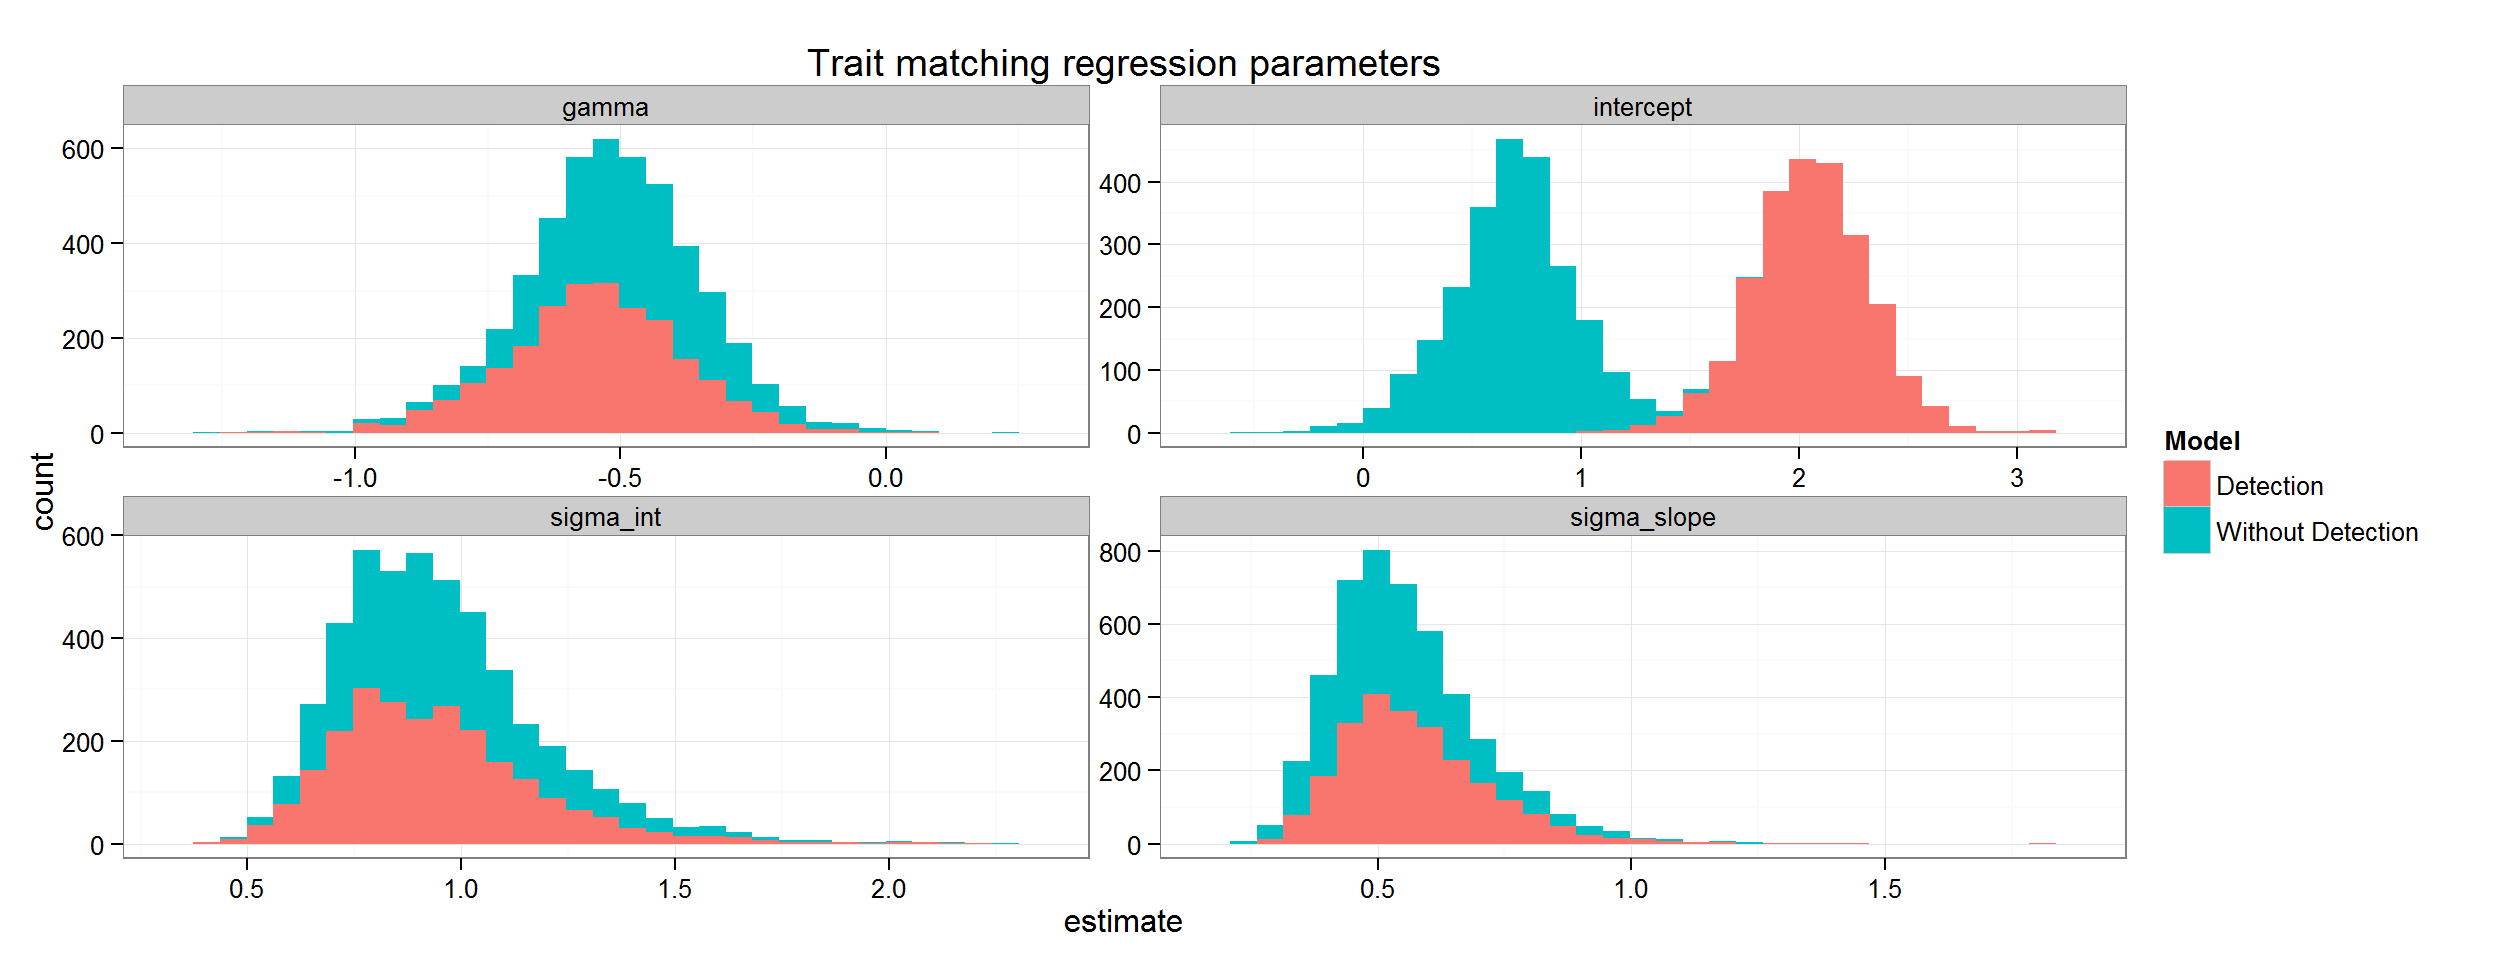 Trait matching regression parameters
gamma
intercept
600
400
200
0
400
300
200
100
0
-1.0 -0.5 0.0
0 1 2 3
count
sigma_int
sigma_slope
600
400
200
0
800
600
400
200
0
0.5 1.0 1.5 2.0
0.5 1.0 1.5
estimate
Model
Detection
Without Detection